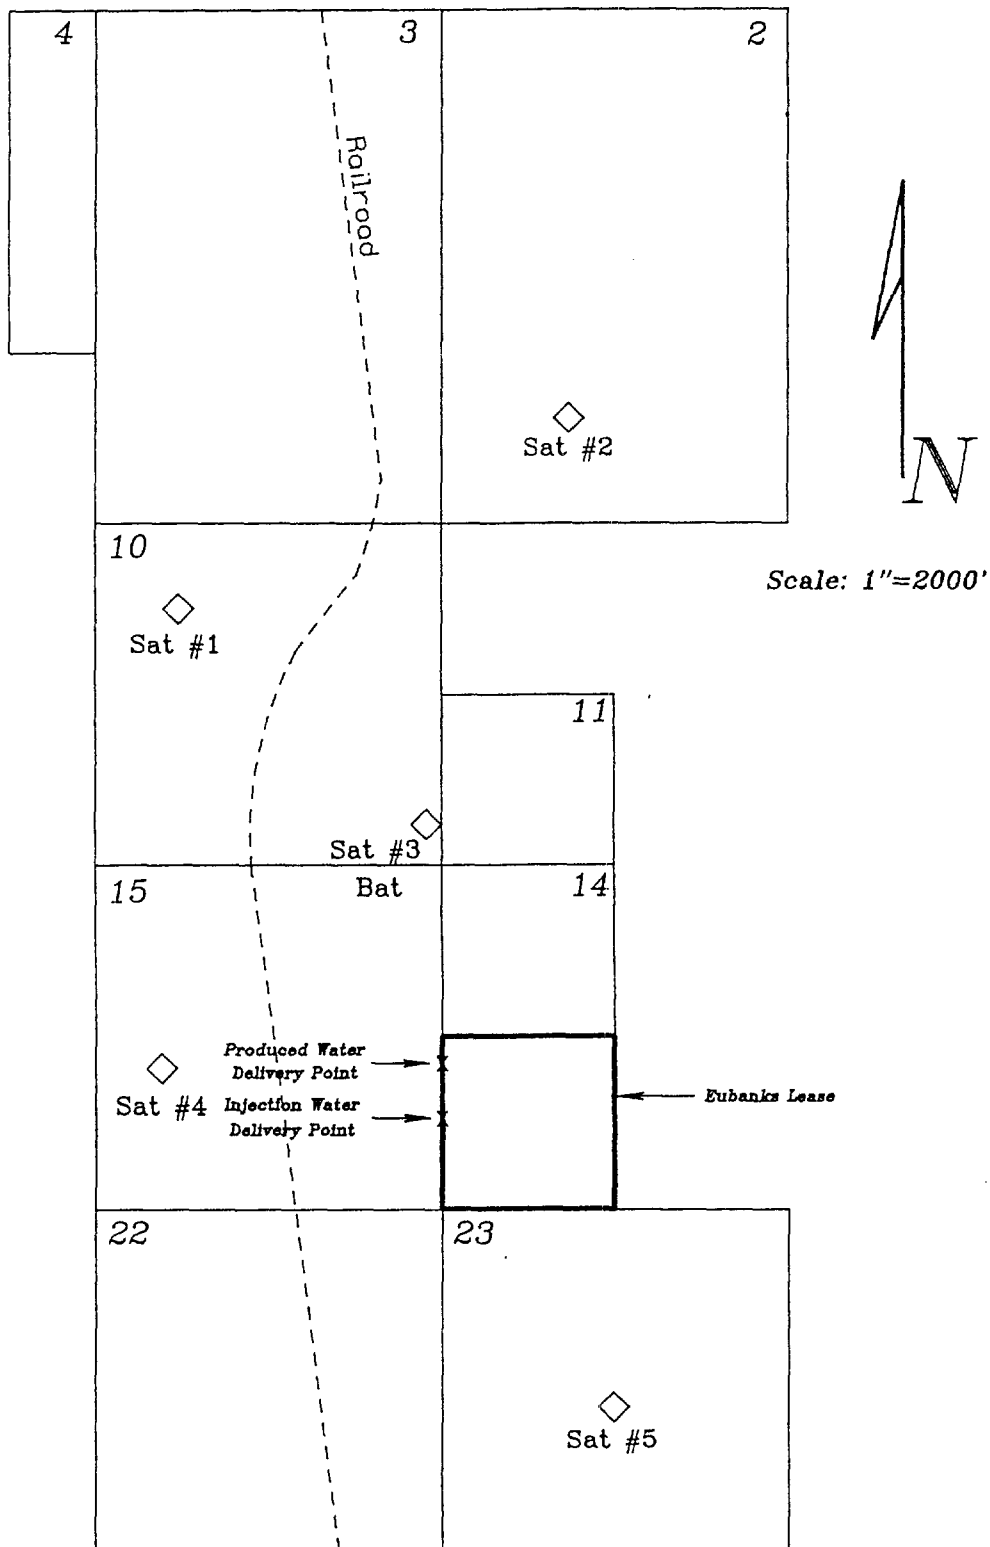 4
3
2
Railroad
Sat #2
N
10
Scale: 1"=2000'
Sat #1
11
Sat #3
15
Bat
14
Produced Water
Delivery Point
Sat #4
Injection Water
Delivery Point
Eubanks Lease
22
23
Sat #5